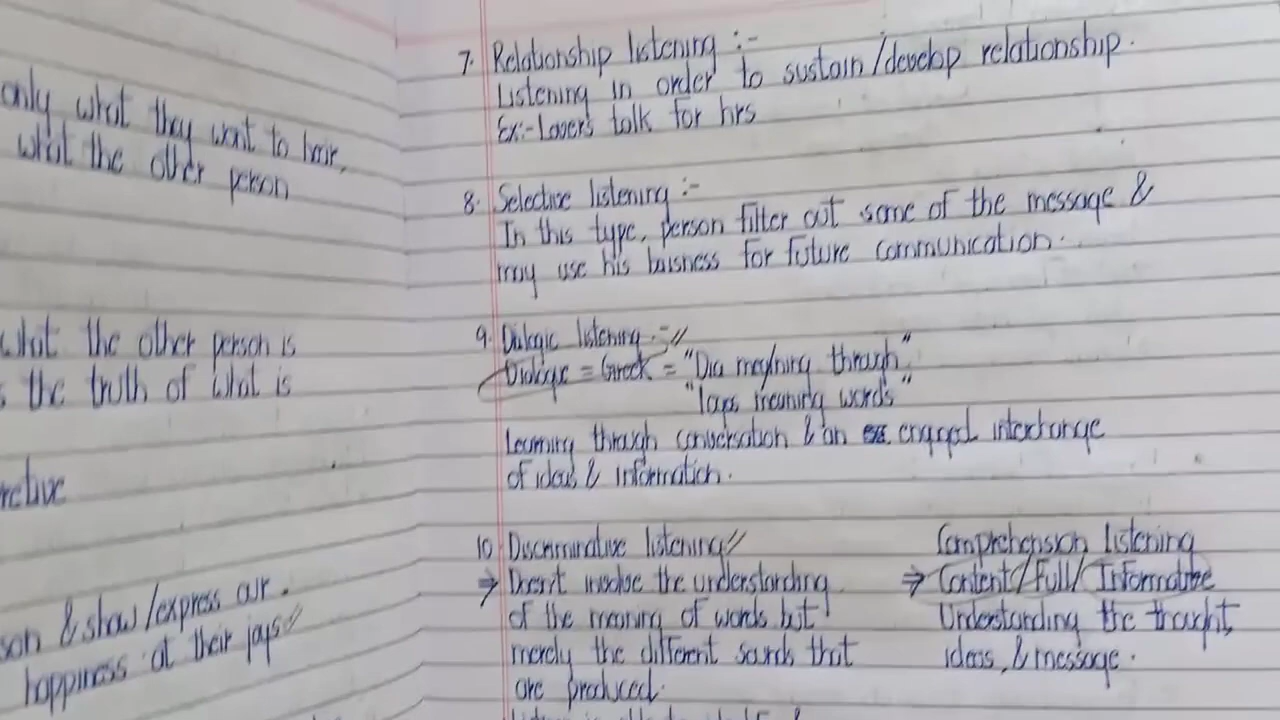 only what they want to hair,
what the other person
what the other person is
the truth of what is
son & show/express our.
happiness at their joys
7. Relationship listening :-
Listening in order to sustain/develop relationship.
Ex:- Lovers talk for hrs
8. Selective listening :-
In this type, person filter out some of the message &
may use his baisness for future communication.
9. Dialogic listening :-
Dialogue = Greek = "Dia meaning through"
meaning words"
Learning through conversation & an engaged interchange
of ideas & information.
10 Discriminative listening
⇒ Doesn't involve the understanding
of the meaning of words but
merely the different sounds that
are produced.
Comprehension listening
⇒ Content/Full/Informative
Understanding the thought,
ideas, & message.